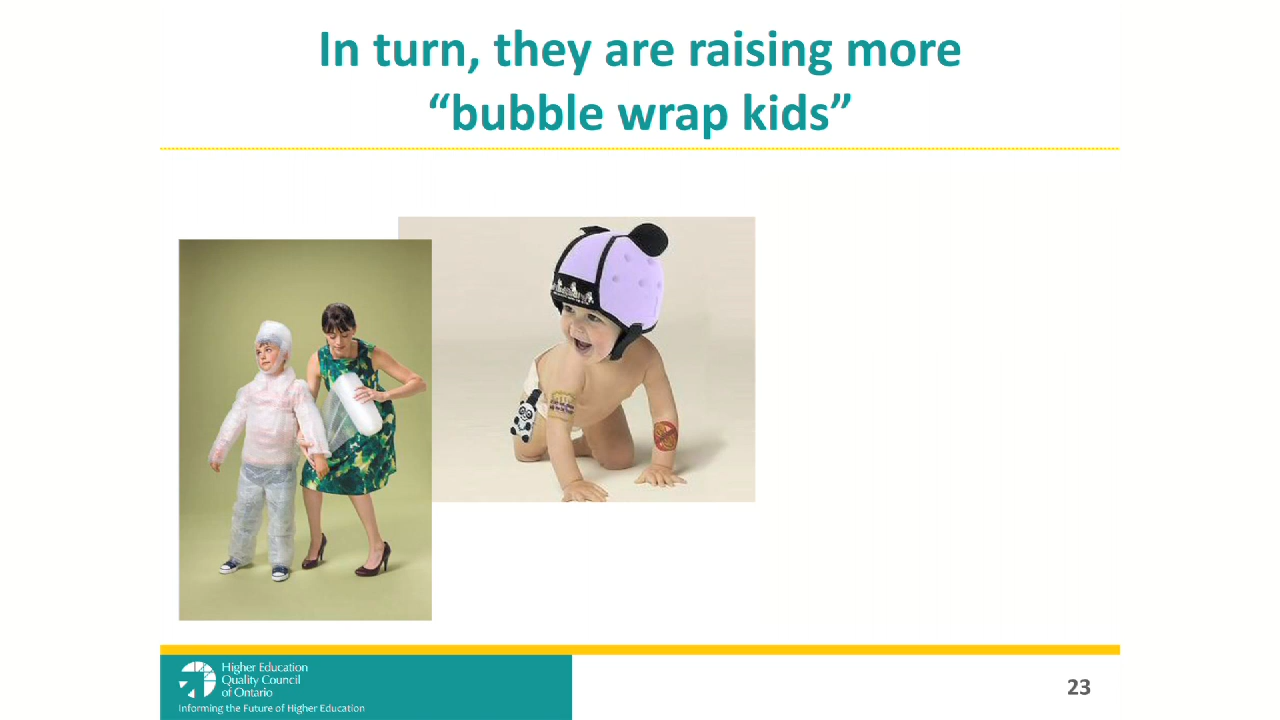 In turn, they are raising more
“bubble wrap kids”
Higher Education
Quality Council
of Ontario
Informing the Future of Higher Education
23